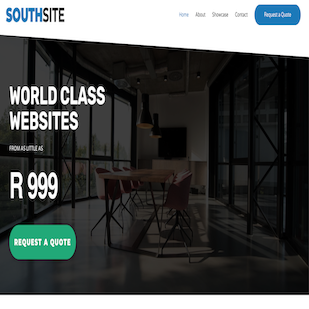 SOUTHSITE
Home About Showcase Contact Request a Quote
WORLD CLASS
WEBSITES
FROM AS LITTLE AS
R 999
REQUEST A QUOTE